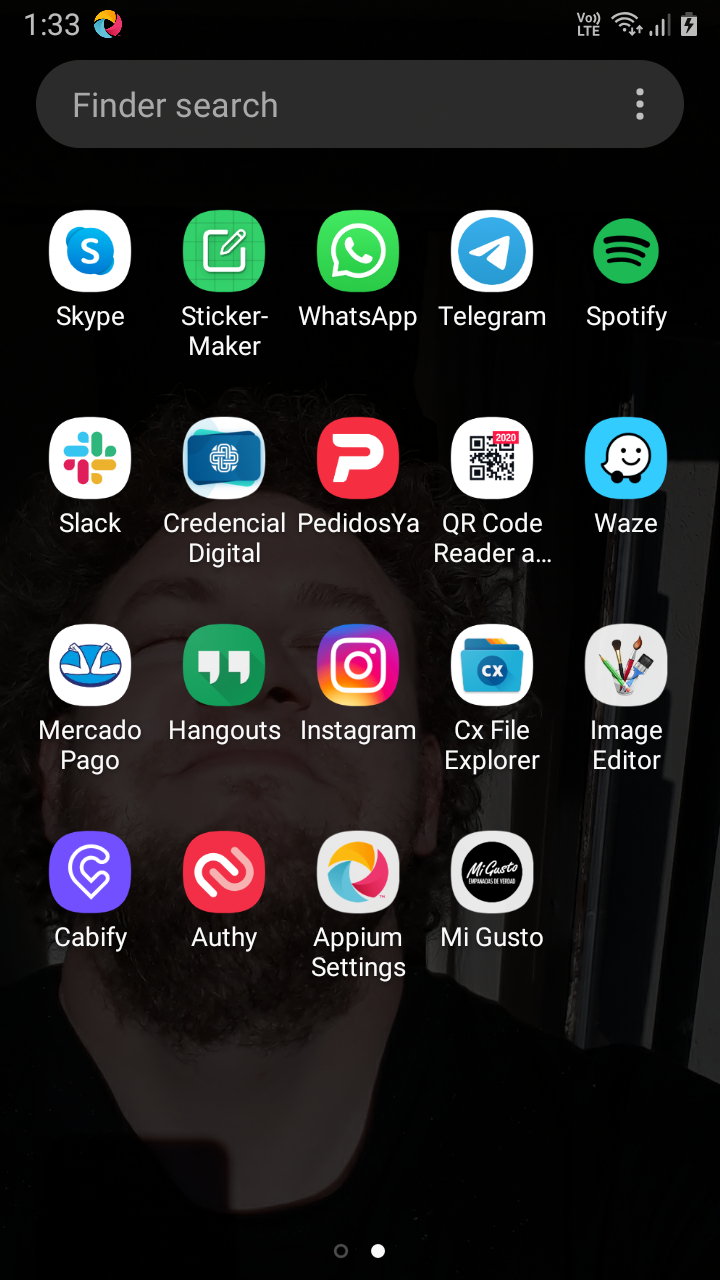 1:33
Vo))
LTE
Finder search
S
Skype
Sticker-
Maker
WhatsApp
Telegram
Spotify
2020
Slack
Credencial
Digital
PedidosYa
QR Code
Reader a...
Waze
CX
Mercado
Pago
Hangouts
Instagram
Cx File
Explorer
Image
Editor
Mi Gusto
EMPANADAS DE VERDAD
Cabify
Authy
Appium
Settings
Mi Gusto